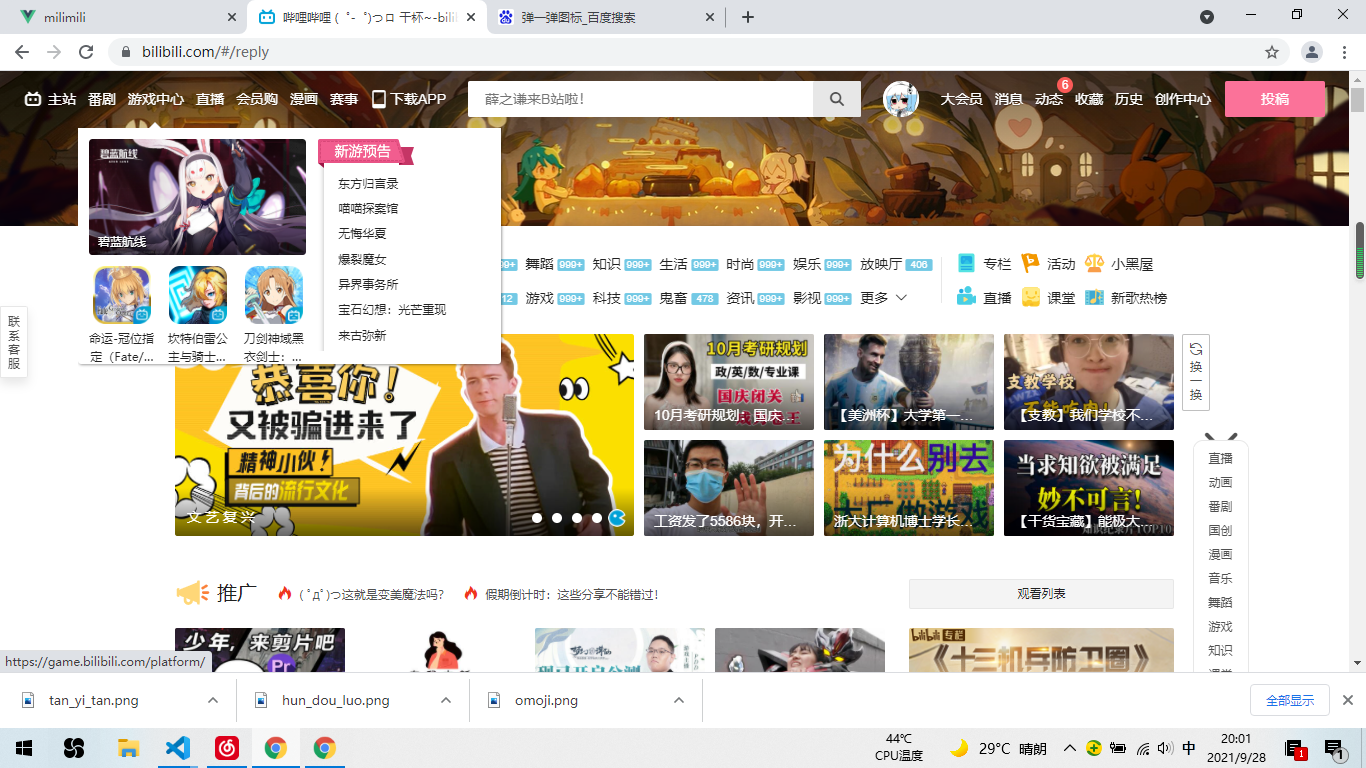 milimili
哔哩哔哩 ( ゜- ゜)つロ 干杯~-bili
弹一弹图标_百度搜索
bilibili.com/#/reply
主站 番剧 游戏中心 直播 会员购 漫画 赛事 下载APP
薛之谦来B站啦!
大会员 消息 动态 6 收藏 历史 创作中心 投稿
碧蓝航线
碧蓝航线
命运-冠位指定（Fate/...
坎特伯雷公主与骑士...
刀剑神域黑衣剑士：...
新游预告
东方归言录
喵喵探案馆
无悔华夏
爆裂魔女
异界事务所
宝石幻想：光芒重现
来古弥新
99+ 舞蹈 999+ 知识 999+ 生活 999+ 时尚 999+ 娱乐 999+ 放映厅 406
专栏 活动 小黑屋
12 游戏 999+ 科技 999+ 鬼畜 478 资讯 999+ 影视 999+ 更多
直播 课堂 新歌热榜
联系客服
恭喜你!
又被骗进来了
精神小伙!
背后的流行文化
文艺复兴
10月考研规划
政/英/数/专业课
国庆闭关
10月考研规划：国庆...
【美洲杯】大学第一...
支教学校
【支教】我们学校不...
换一换
工资发了5586块，开...
为什么别去
大厂做游戏
浙大计算机博士学长...
当求知欲被满足
妙不可言!
【干货宝藏】能极大...
直播
动画
番剧
国创
漫画
音乐
舞蹈
游戏
知识
推广
( ﾟдﾟ)つ这就是变美魔法吗?
假期倒计时：这些分享不能错过!
观看列表
少年，来剪片吧
Pr
bilibili 专栏
《十三机兵防卫圈》
https://game.bilibili.com/platform/
tan_yi_tan.png
hun_dou_luo.png
omoji.png
全部显示
44℃
CPU温度
29°C 晴朗
中
20:01
2021/9/28
1
1